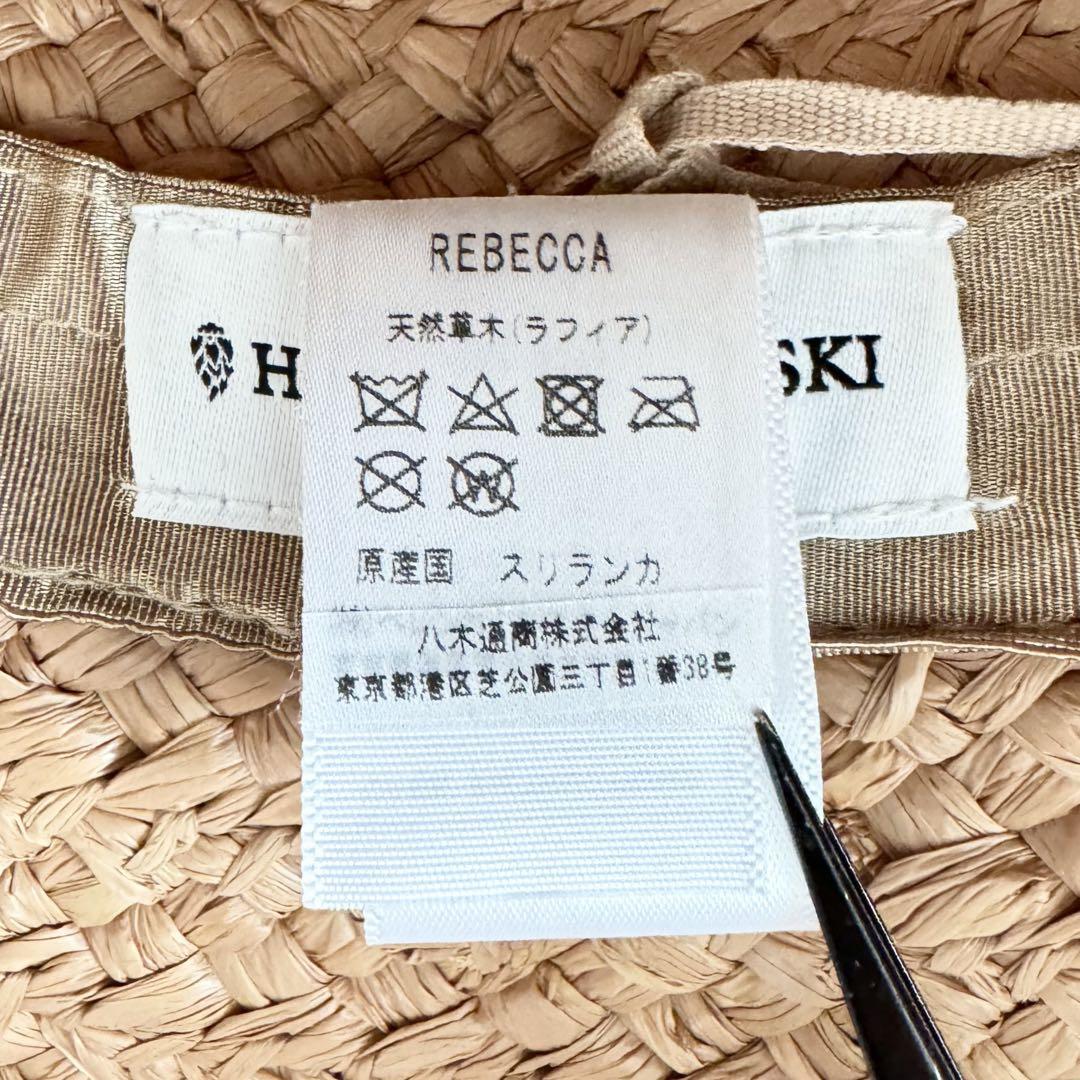 REBECCA
天然草木(ラフィア)
H SKI
原産国 スリランカ
八木通商株式会社
東京都港区芝公園三丁目1番38号